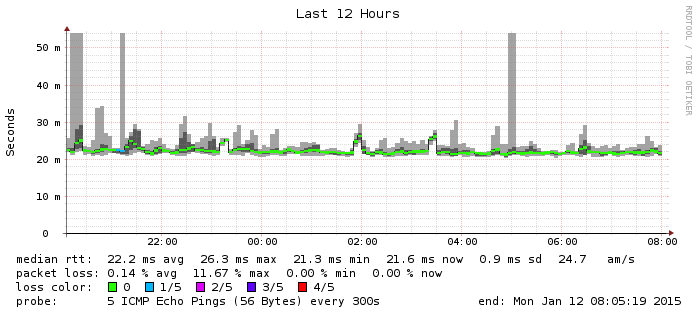 Last 12 Hours
RRDTOOL / TOBI OETIKER
Seconds
50 m
40 m
30 m
20 m
10 m
0
22:00 00:00 02:00 04:00 06:00 08:00
median rtt: 22.2 ms avg 26.3 ms max 21.3 ms min 21.6 ms now 0.9 ms sd 24.7 am/s
packet loss: 0.14 % avg 11.67 % max 0.00 % min 0.00 % now
loss color: 0 1/5 2/5 3/5 4/5
probe: 5 ICMP Echo Pings (56 Bytes) every 300s end: Mon Jan 12 08:05:19 2015